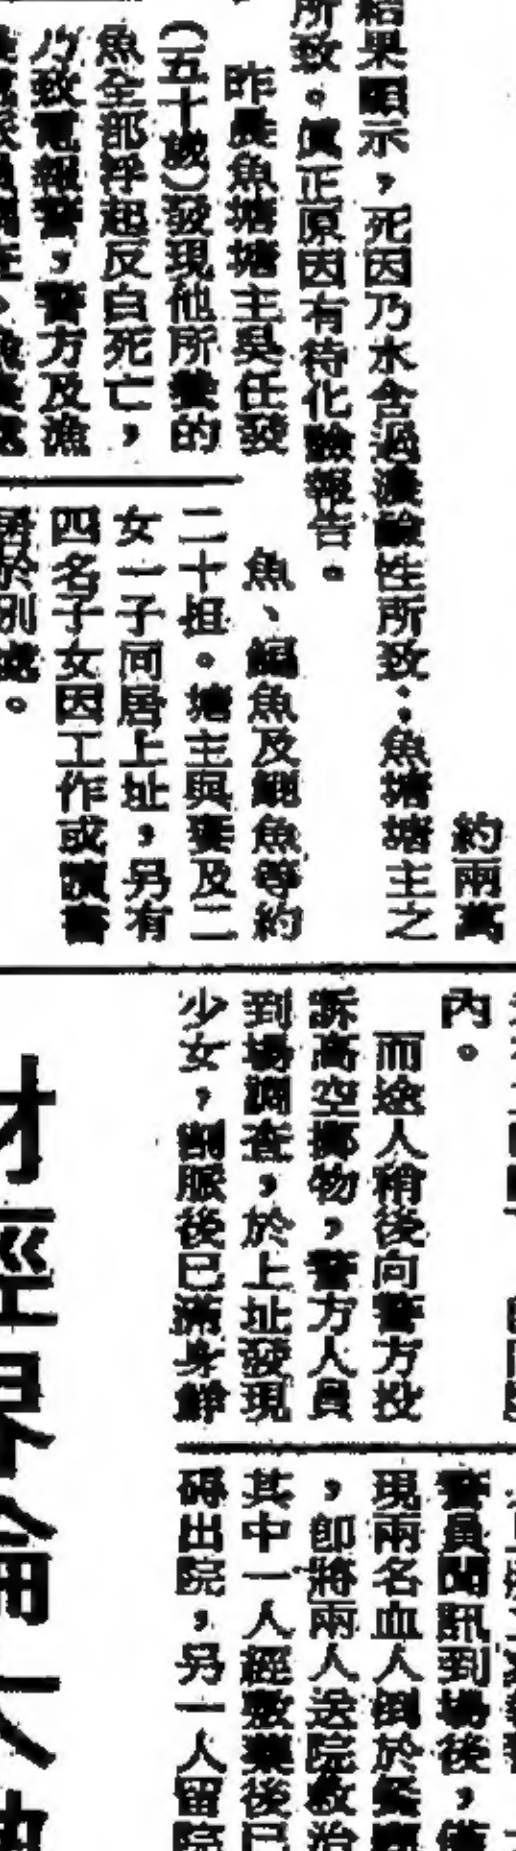 約兩萬
結果顯示，死因乃水含過濃鹼性所致；魚塘塘主之
所致。真正原因有待化驗報告。
昨晨魚塘塘主吳任發
（五十歲）發現他所養的
魚全部浮起反白死亡，
乃致電報警，警方及漁
魚、鯿魚及鯇魚等約
二十担。塘主與妻及二
女一子同居上址，另有
四名子女因工作或讀書
居於別處。
內。
而途人稍後向警方投
訴高空擲物，警方人員
到場調查，於上址發現
少女，割脈後已滿身鮮
警員聞訊到場後，
現兩名血人倒於
，即將兩人送院救治
其中一人經敷藥後已
碍出院，另一人留院
財經界論大